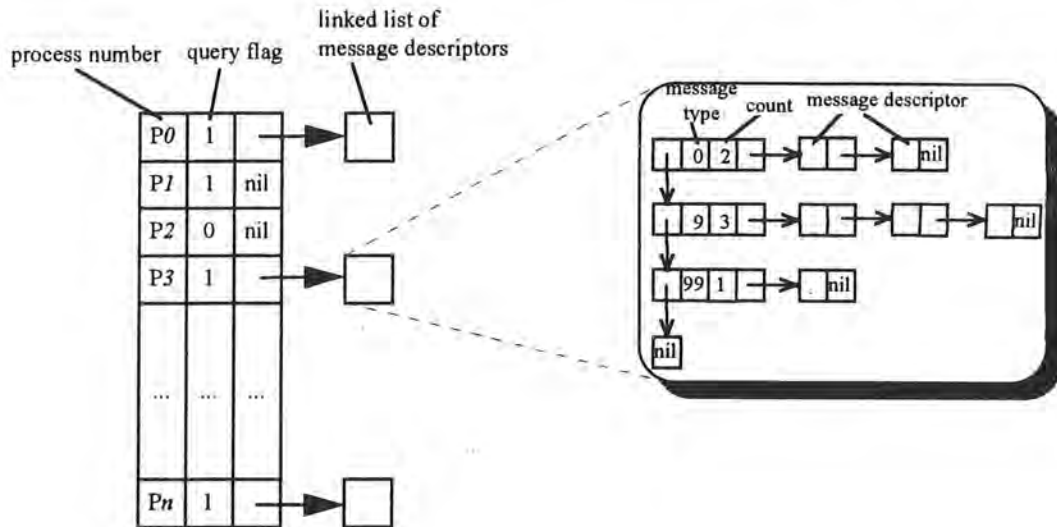 linked list of
message descriptors
process number
query flag
P0 1
P1 1 nil
P2 0 nil
P3 1
... ... ...
Pn 1
...
message
type
count
message descriptor
0 2 nil
9 3 nil
99 1 nil
nil